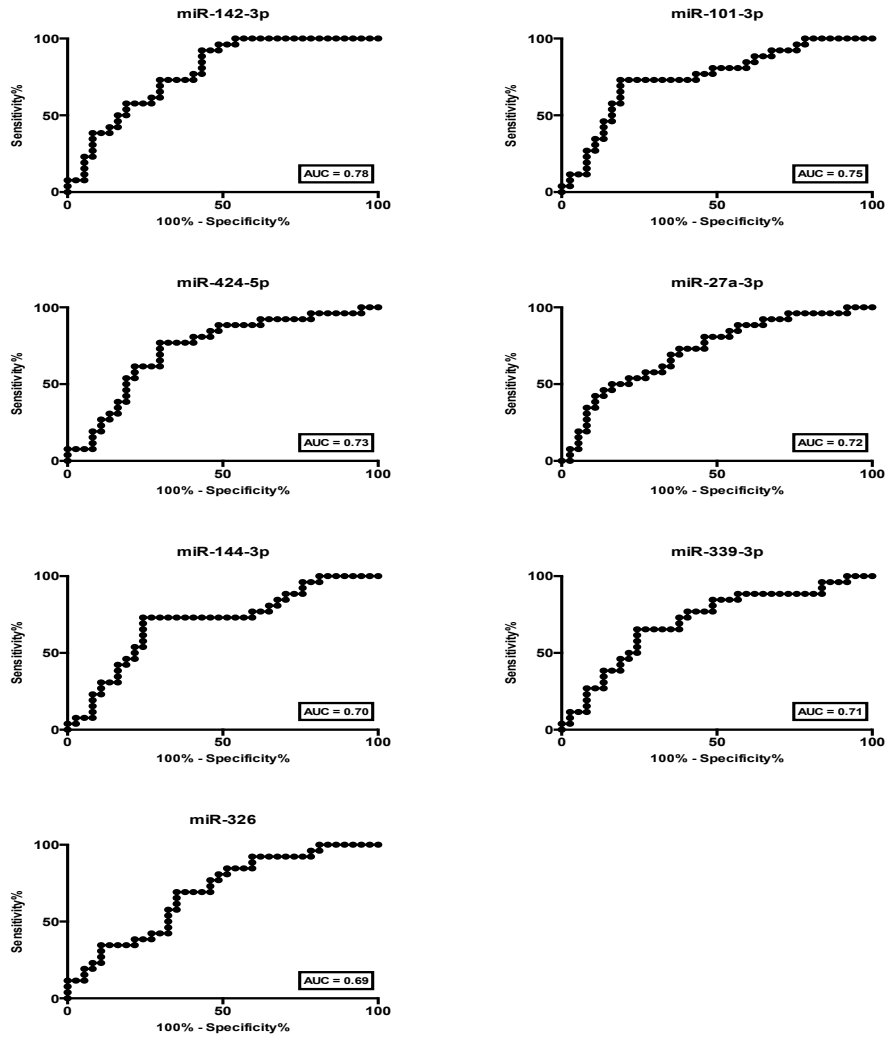 miR-142-3p
100
50
0
Sensitivity%
AUC = 0.78
0 50 100
100% - Specificity%
miR-101-3p
100
50
0
Sensitivity%
AUC = 0.75
0 50 100
100% - Specificity%
miR-424-5p
100
50
0
Sensitivity%
AUC = 0.73
0 50 100
100% - Specificity%
miR-27a-3p
100
50
0
Sensitivity%
AUC = 0.72
0 50 100
100% - Specificity%
miR-144-3p
100
50
0
Sensitivity%
AUC = 0.70
0 50 100
100% - Specificity%
miR-339-3p
100
50
0
Sensitivity%
AUC = 0.71
0 50 100
100% - Specificity%
miR-326
100
50
0
Sensitivity%
AUC = 0.69
0 50 100
100% - Specificity%